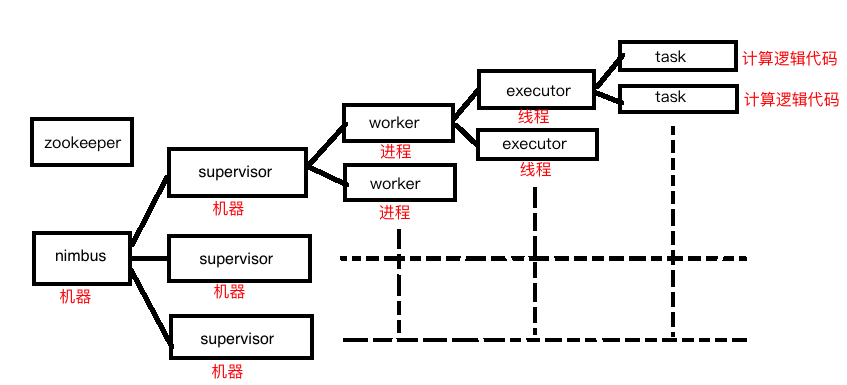 task
计算逻辑代码
executor
线程
task
计算逻辑代码
worker
进程
executor
线程
zookeeper
supervisor
机器
worker
进程
nimbus
机器
supervisor
机器
supervisor
机器